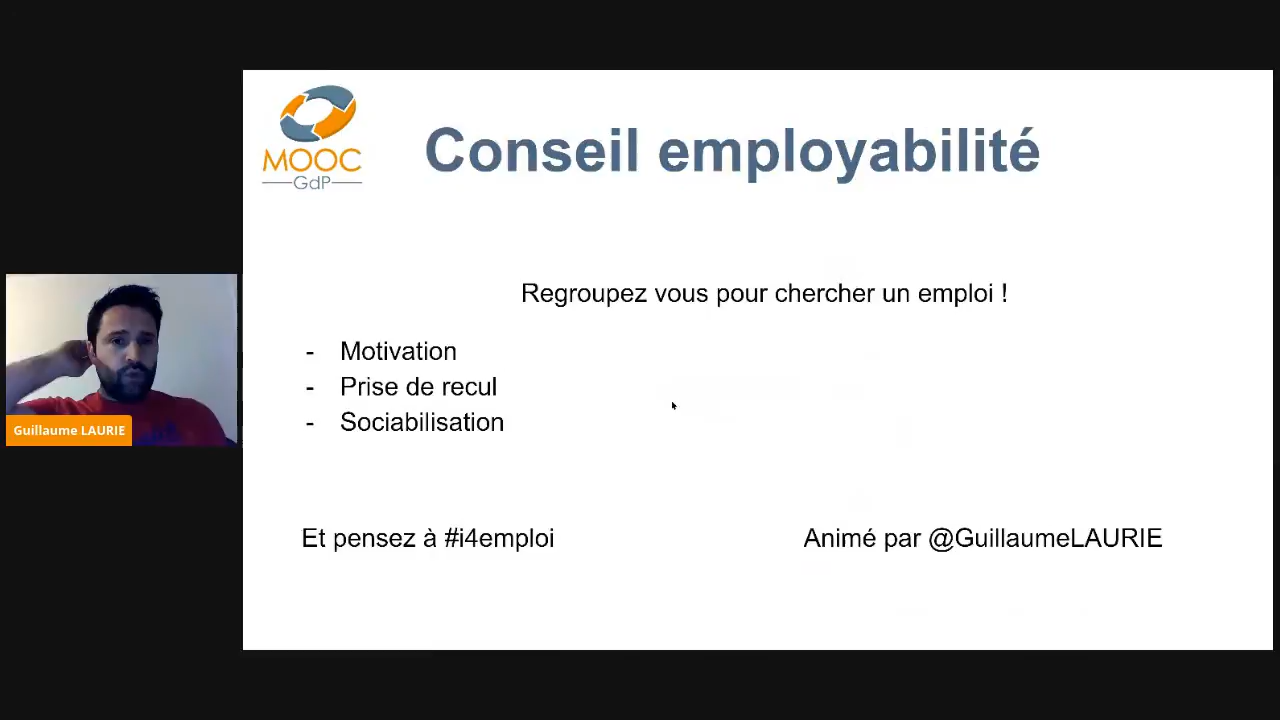 MOOC
GdP
Conseil employabilité
Regroupez vous pour chercher un emploi !
- Motivation
- Prise de recul
- Sociabilisation
Guillaume LAURIE
Et pensez à #i4emploi
Animé par @GuillaumeLAURIE